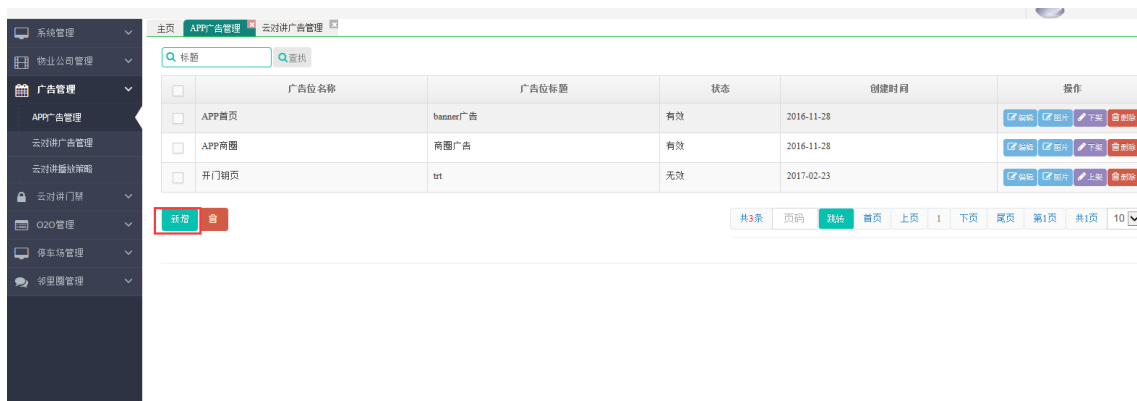 系统管理
物业公司管理
广告管理
APP广告管理
云对讲广告管理
云对讲播放策略
云对讲门禁
O2O管理
停车场管理
邻里圈管理
主页 APP广告管理 云对讲广告管理
标题 查找
广告位名称 广告位标题 状态 创建时间 操作
APP首页 banner广告 有效 2016-11-28 编辑 图片 下架 删除
APP商圈 商圈广告 有效 2016-11-28 编辑 图片 下架 删除
开门销页 trt 无效 2017-02-23 编辑 图片 上架 删除
新增 共3条 页码 跳转 首页 上页 1 下页 尾页 第1页 共1页 10